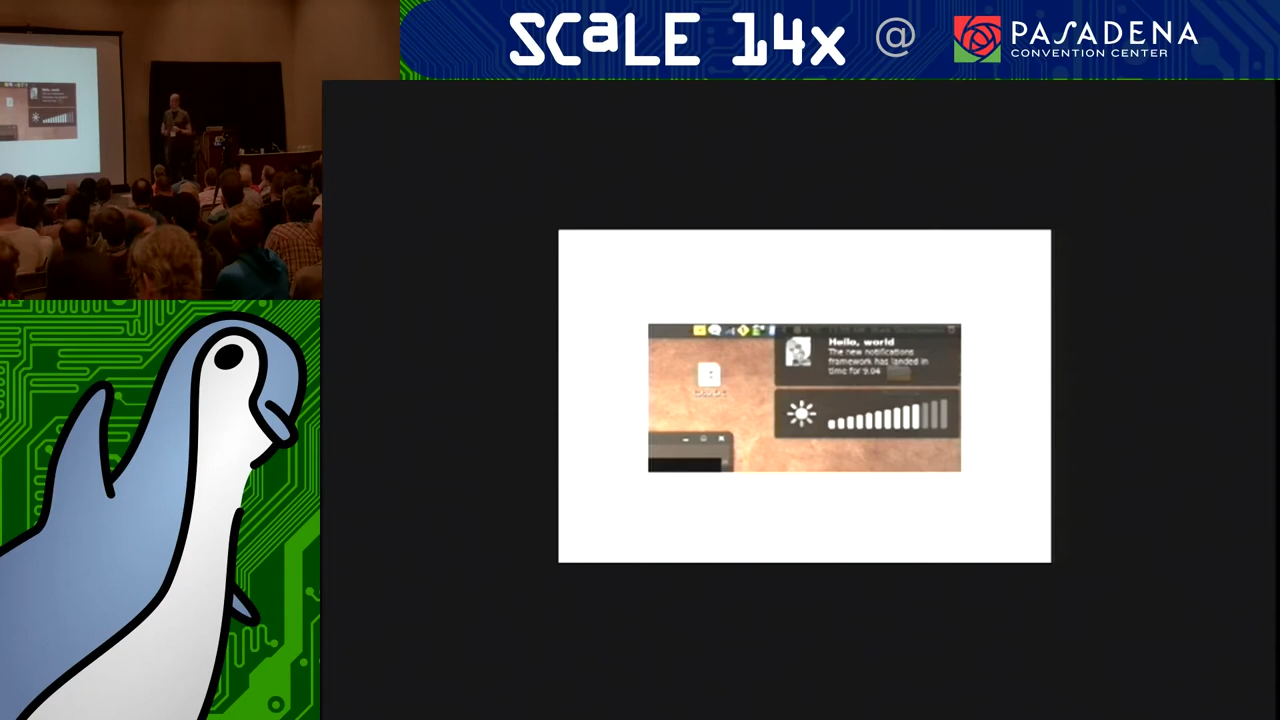 SCaLE 14x @ PASADENA
CONVENTION CENTER
Hello, world
The new notifications
framework has landed in
time for 9.04